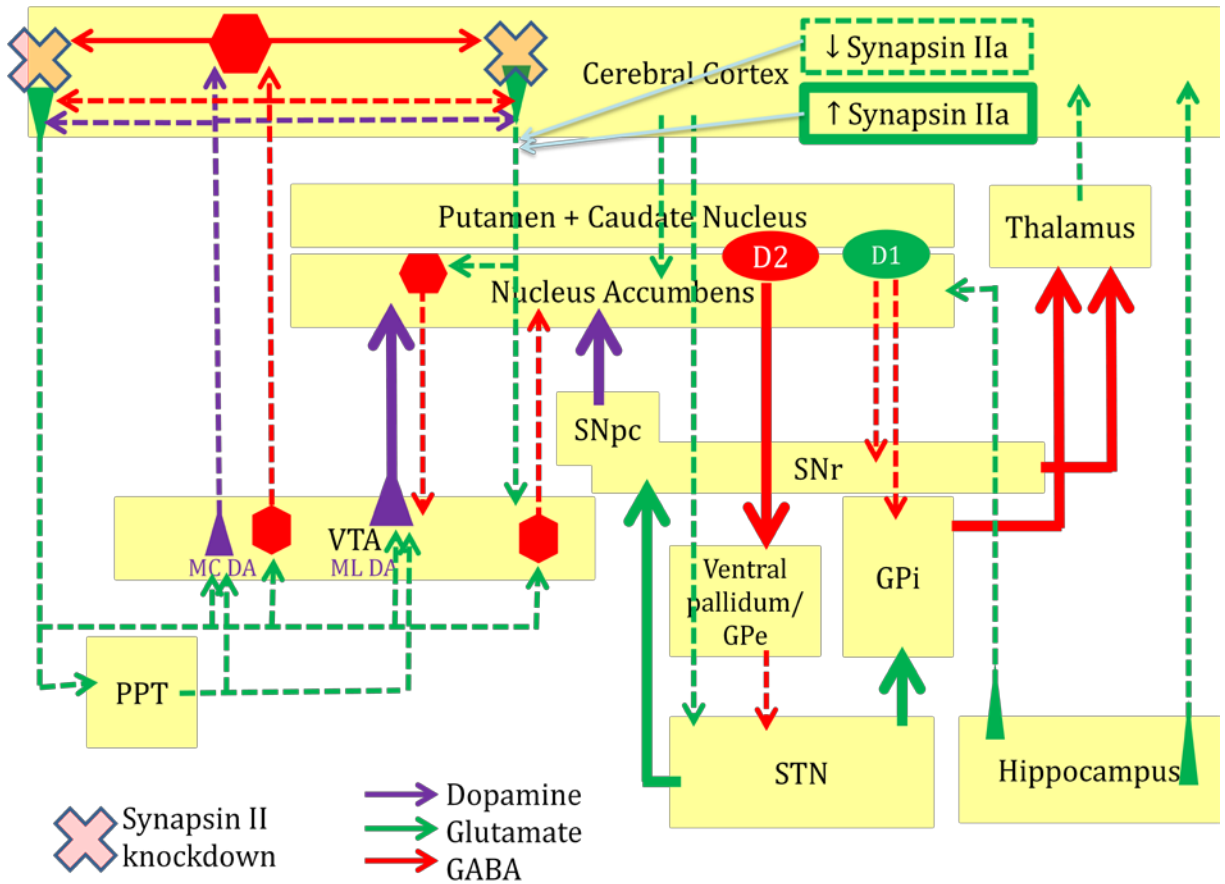 ↓ Synapsin IIa
Cerebral Cortex
↑ Synapsin IIa
Putamen + Caudate Nucleus
Thalamus
D2
D1
Nucleus Accumbens
SNpc
SNr
VTA
MC DA
ML DA
Ventral
pallidum/
GPe
GPi
PPT
STN
Hippocampus
Synapsin II
knockdown
Dopamine
Glutamate
GABA